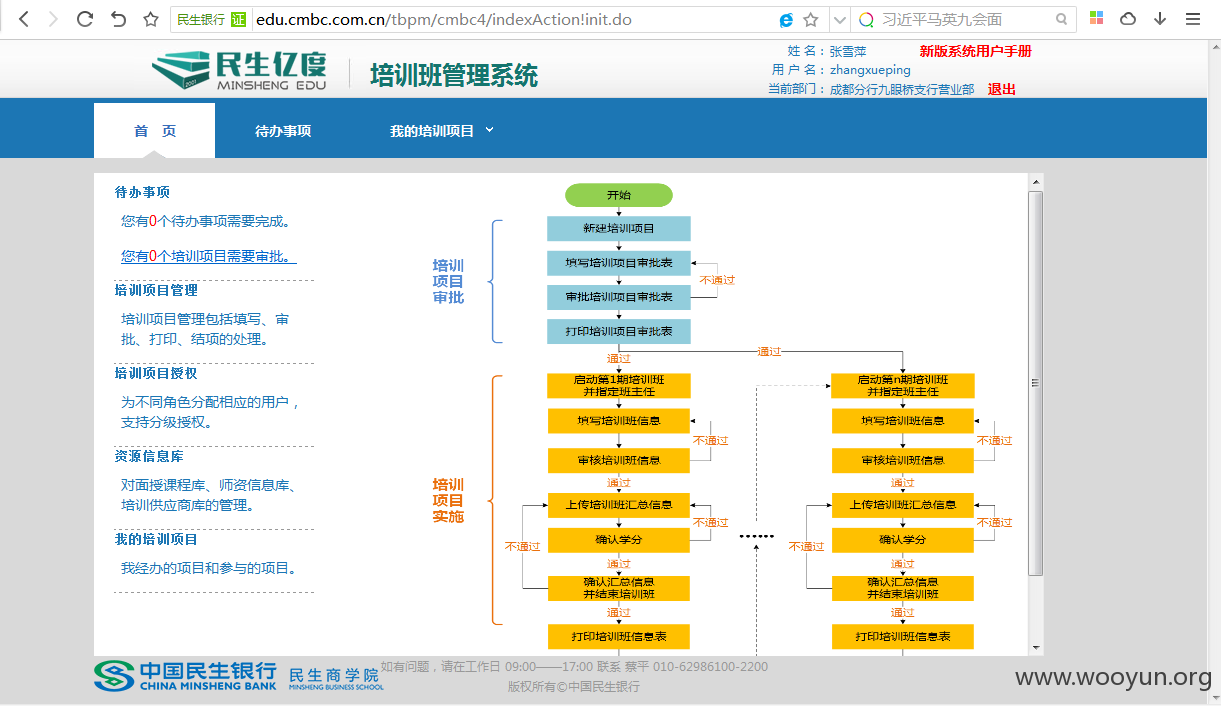 民生银行 证 edu.cmbc.com.cn/tbpm/cmbc4/indexAction!init.do
习近平马英九会面
民生亿度
MINSHENG EDU
2001
培训班管理系统
姓 名：张雪萍
新版系统用户手册
用 户 名：zhangxueping
当前部门：成都分行九眼桥支行营业部
退出
首 页
待办事项
我的培训项目
待办事项
您有0个待办事项需要完成。
您有0个培训项目需要审批。
培训项目管理
培训项目管理包括填写、审
批、打印、结项的处理。
培训项目授权
为不同角色分配相应的用户，
支持分级授权。
资源信息库
对面授课程库、师资信息库、
培训供应商库的管理。
我的培训项目
我经办的项目和参与的项目。
培训
项目
审批
开始
新建培训项目
填写培训项目审批表
不通过
审批培训项目审批表
打印培训项目审批表
通过
通过
培训
项目
实施
启动第1期培训班
并指定班主任
填写培训班信息
不通过
审核培训班信息
通过
上传培训班汇总信息
不通过
确认学分
不通过
通过
确认汇总信息
并结束培训班
通过
打印培训班信息表
······
启动第n期培训班
并指定班主任
填写培训班信息
不通过
审核培训班信息
通过
上传培训班汇总信息
不通过
确认学分
不通过
通过
确认汇总信息
并结束培训班
通过
打印培训班信息表
中国民生银行
CHINA MINSHENG BANK
民生商学院
MINSHENG BUSINESS SCHOOL
如有问题，请在工作日 09:00——17:00 联系 蔡平 010-62986100-2200
版权所有©中国民生银行
www.wooyun.org